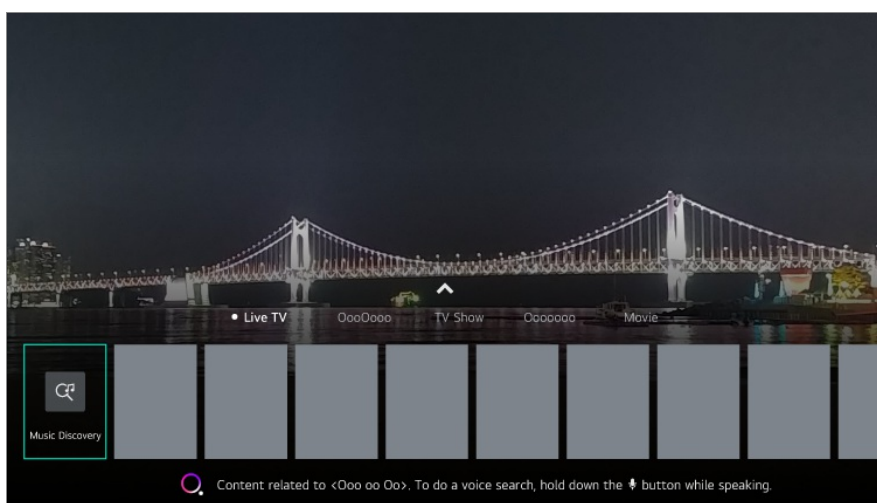 Live TV
OooOooo
TV Show
Ooooooo
Movie
Music Discovery
Content related to <Ooo oo Oo>. To do a voice search, hold down the button while speaking.